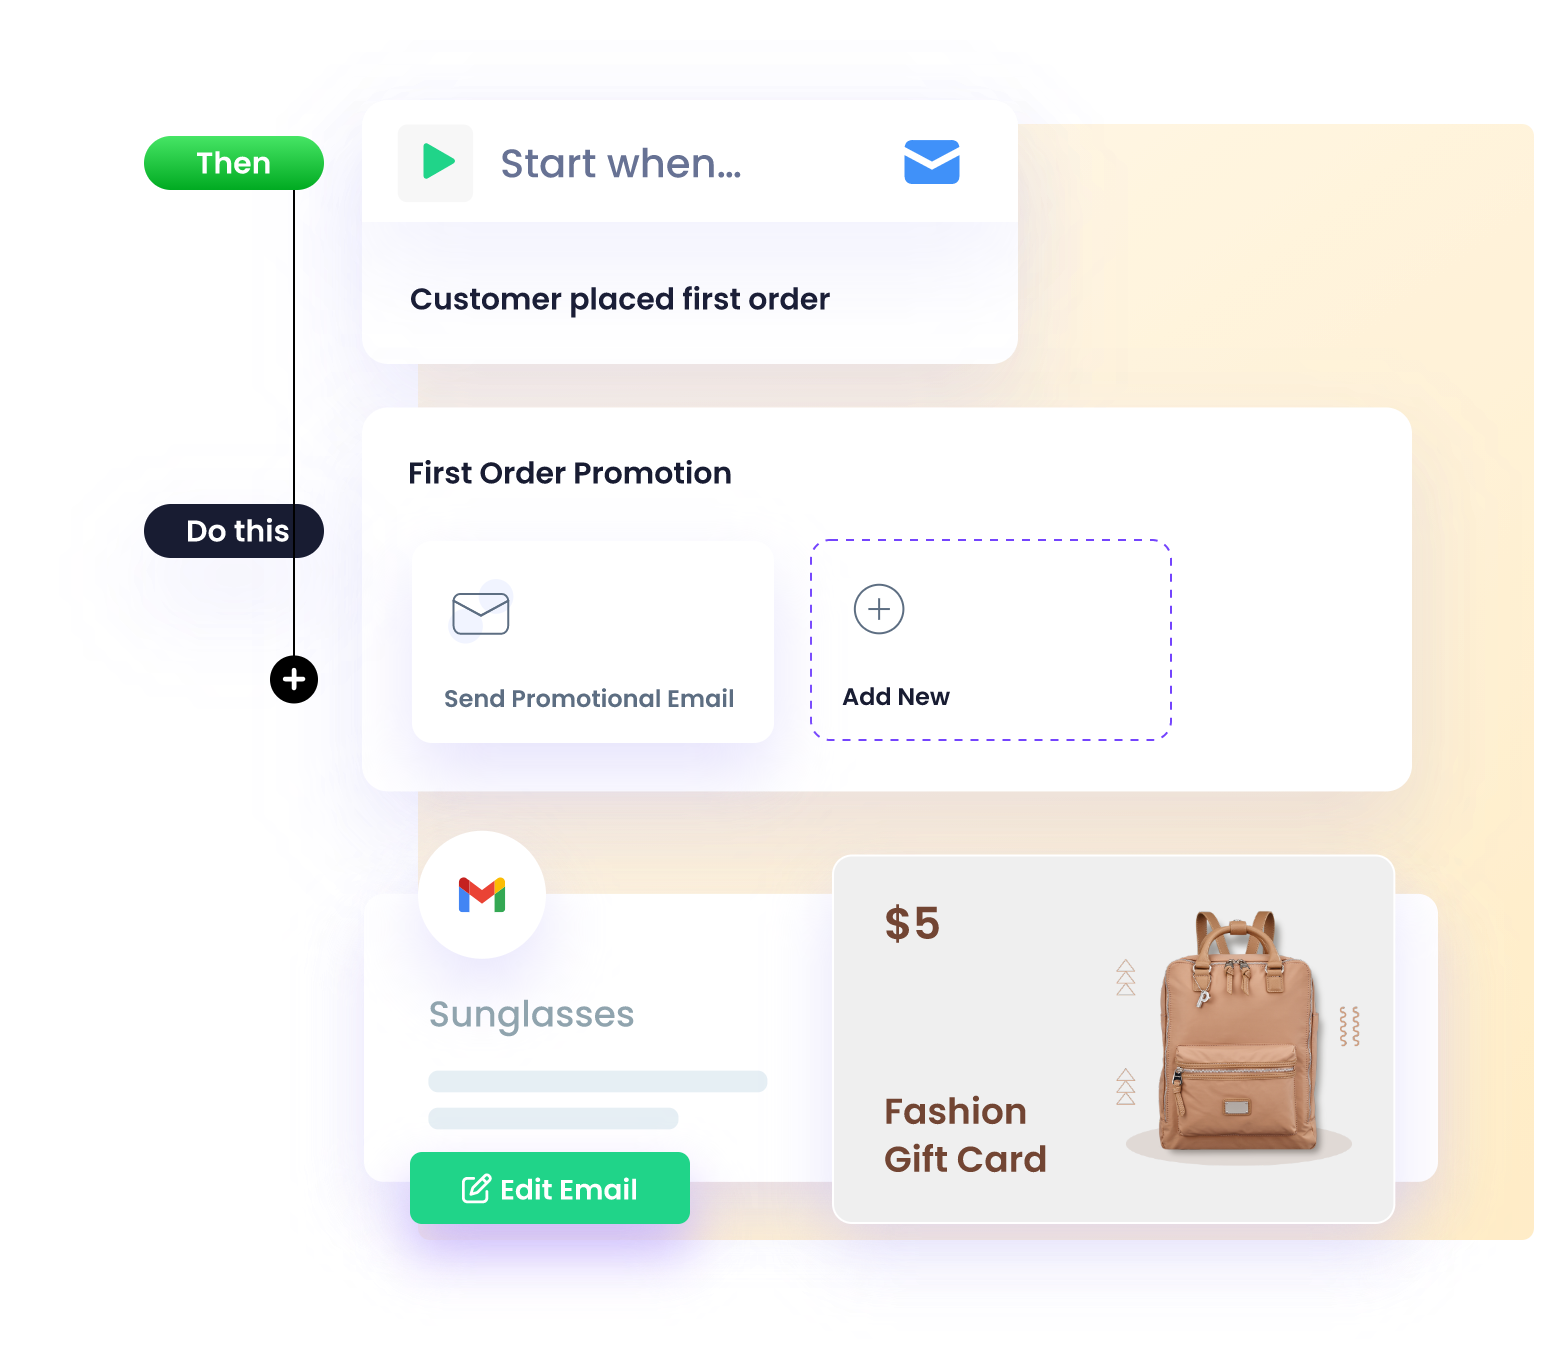 Then
Start when...
Customer placed first order
First Order Promotion
Do this
Send Promotional Email
Add New
$5
Sunglasses
Fashion
Gift Card
Edit Email